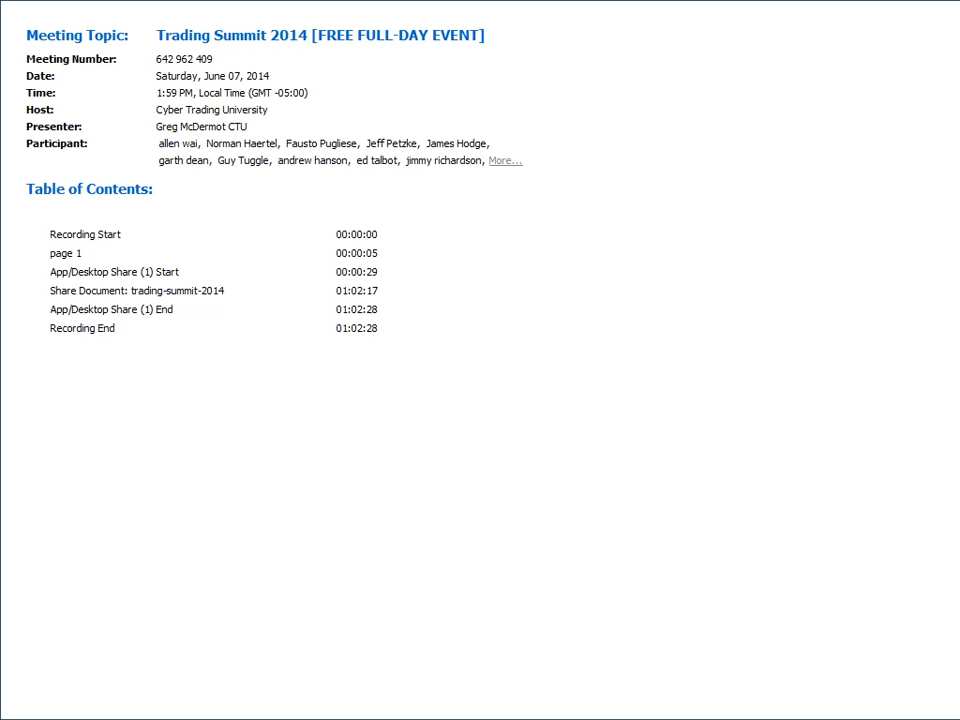 Meeting Topic: Trading Summit 2014 [FREE FULL-DAY EVENT]
Meeting Number: 642 962 409
Date: Saturday, June 07, 2014
Time: 1:59 PM, Local Time (GMT -05:00)
Host: Cyber Trading University
Presenter: Greg McDermot CTU
Participant: allen wai, Norman Haertel, Fausto Pugliese, Jeff Petzke, James Hodge,
garth dean, Guy Tuggle, andrew hanson, ed talbot, jimmy richardson, More...
Table of Contents:
Recording Start 00:00:00
page 1 00:00:05
App/Desktop Share (1) Start 00:00:29
Share Document: trading-summit-2014 01:02:17
App/Desktop Share (1) End 01:02:28
Recording End 01:02:28